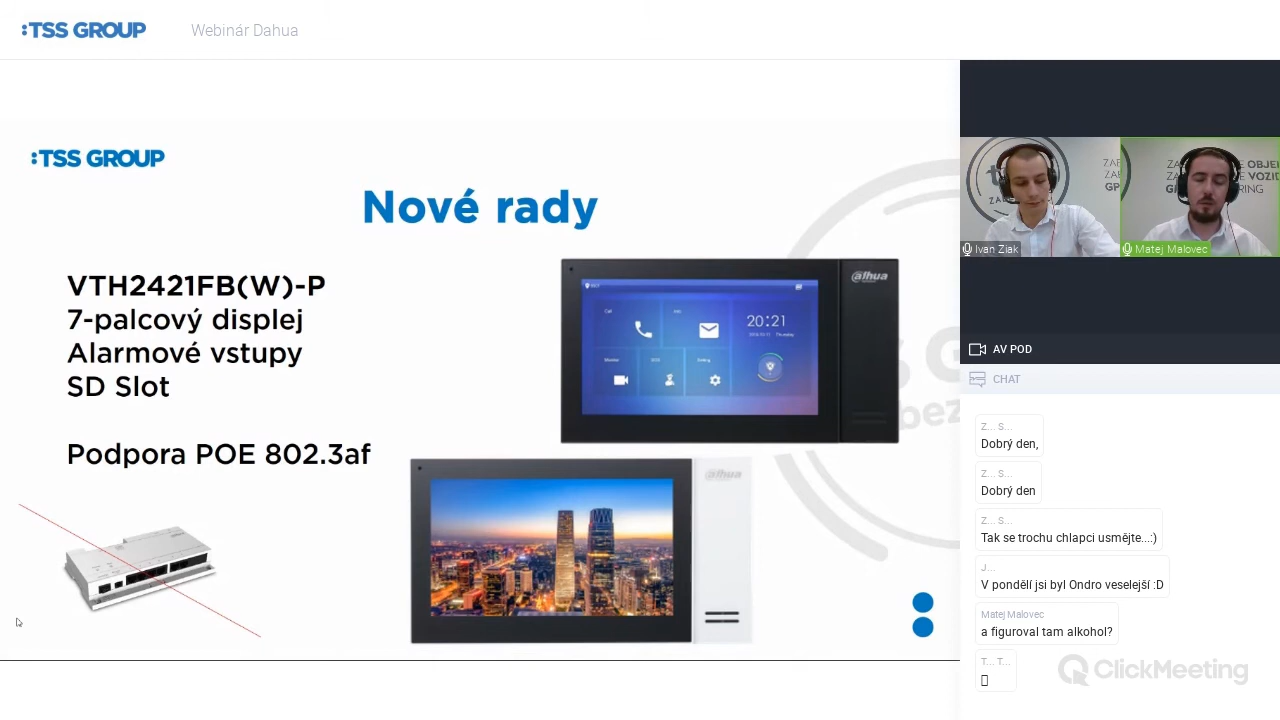 :TSS GROUP
Webinár Dahua
:TSS GROUP
Nové rady
VTH2421FB(W)-P
7-palcový displej
Alarmové vstupy
SD Slot
Podpora POE 802.3af
alhua
20:21
alhua
Ivan Ziak
Matej Malovec
AV POD
CHAT
Z... S...
Dobrý den,
Z... S...
Dobrý den
Z... S...
Tak se trochu chlapci usmějte...:)
J...
V pondělí jsi byl Ondro veselejší :D
Matej Malovec
a figuroval tam alkohol?
T... T...
ClickMeeting